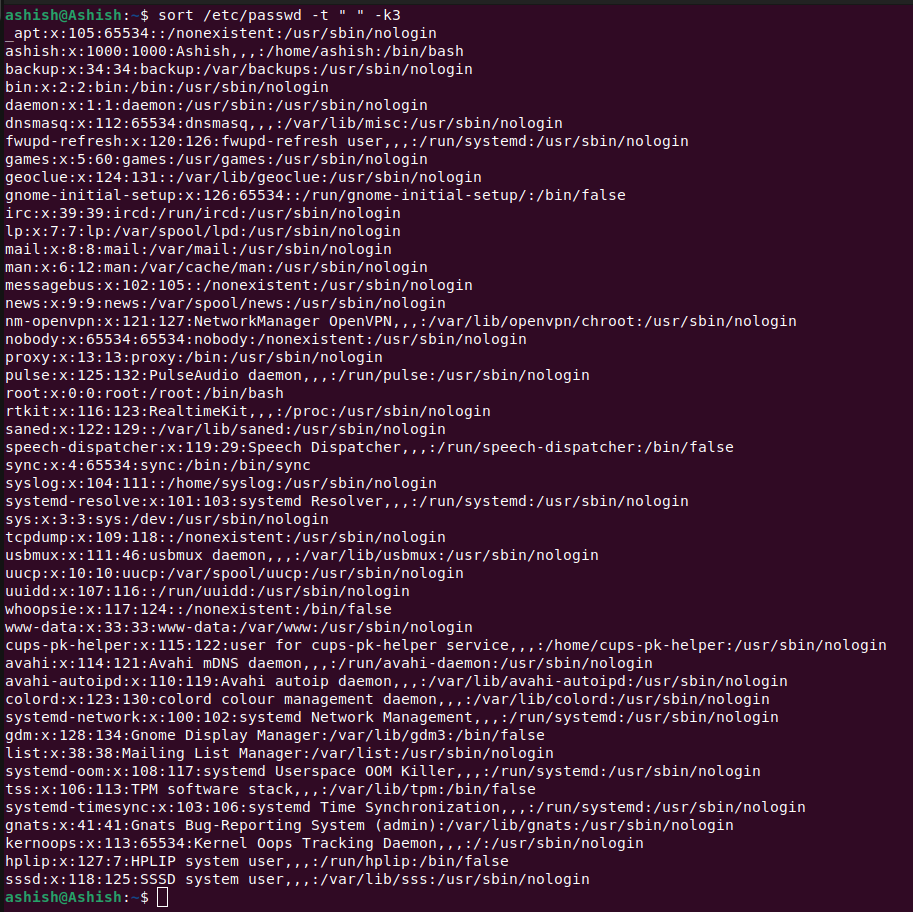 ashish@Ashish:~$ sort /etc/passwd -t " " -k3
_apt:x:105:65534::/nonexistent:/usr/sbin/nologin
ashish:x:1000:1000:Ashish,,,:/home/ashish:/bin/bash
backup:x:34:34:backup:/var/backups:/usr/sbin/nologin
bin:x:2:2:bin:/bin:/usr/sbin/nologin
daemon:x:1:1:daemon:/usr/sbin:/usr/sbin/nologin
dnsmasq:x:112:65534:dnsmasq,,,:/var/lib/misc:/usr/sbin/nologin
fwupd-refresh:x:120:126:fwupd-refresh user,,,:/run/systemd:/usr/sbin/nologin
games:x:5:60:games:/usr/games:/usr/sbin/nologin
geoclue:x:124:131::/var/lib/geoclue:/usr/sbin/nologin
gnome-initial-setup:x:126:65534::/run/gnome-initial-setup/:/bin/false
irc:x:39:39:ircd:/run/ircd:/usr/sbin/nologin
lp:x:7:7:lp:/var/spool/lpd:/usr/sbin/nologin
mail:x:8:8:mail:/var/mail:/usr/sbin/nologin
man:x:6:12:man:/var/cache/man:/usr/sbin/nologin
messagebus:x:102:105::/nonexistent:/usr/sbin/nologin
news:x:9:9:news:/var/spool/news:/usr/sbin/nologin
nm-openvpn:x:121:127:NetworkManager OpenVPN,,,:/var/lib/openvpn/chroot:/usr/sbin/nologin
nobody:x:65534:65534:nobody:/nonexistent:/usr/sbin/nologin
proxy:x:13:13:proxy:/bin:/usr/sbin/nologin
pulse:x:125:132:PulseAudio daemon,,,:/run/pulse:/usr/sbin/nologin
root:x:0:0:root:/root:/bin/bash
rtkit:x:116:123:RealtimeKit,,,:/proc:/usr/sbin/nologin
saned:x:122:129::/var/lib/saned:/usr/sbin/nologin
speech-dispatcher:x:119:29:Speech Dispatcher,,,:/run/speech-dispatcher:/bin/false
sync:x:4:65534:sync:/bin:/bin/sync
syslog:x:104:111::/home/syslog:/usr/sbin/nologin
systemd-resolve:x:101:103:systemd Resolver,,,:/run/systemd:/usr/sbin/nologin
sys:x:3:3:sys:/dev:/usr/sbin/nologin
tcpdump:x:109:118::/nonexistent:/usr/sbin/nologin
usbmux:x:111:46:usbmux daemon,,,:/var/lib/usbmux:/usr/sbin/nologin
uucp:x:10:10:uucp:/var/spool/uucp:/usr/sbin/nologin
uuidd:x:107:116::/run/uuidd:/usr/sbin/nologin
whoopsie:x:117:124::/nonexistent:/bin/false
www-data:x:33:33:www-data:/var/www:/usr/sbin/nologin
cups-pk-helper:x:115:122:user for cups-pk-helper service,,,:/home/cups-pk-helper:/usr/sbin/nologin
avahi:x:114:121:Avahi mDNS daemon,,,:/run/avahi-daemon:/usr/sbin/nologin
avahi-autoipd:x:110:119:Avahi autoip daemon,,,:/var/lib/avahi-autoipd:/usr/sbin/nologin
colord:x:123:130:colord colour management daemon,,,:/var/lib/colord:/usr/sbin/nologin
systemd-network:x:100:102:systemd Network Management,,,:/run/systemd:/usr/sbin/nologin
gdm:x:128:134:Gnome Display Manager:/var/lib/gdm3:/bin/false
list:x:38:38:Mailing List Manager:/var/list:/usr/sbin/nologin
systemd-oom:x:108:117:systemd Userspace OOM Killer,,,:/run/systemd:/usr/sbin/nologin
tss:x:106:113:TPM software stack,,,:/var/lib/tpm:/bin/false
systemd-timesync:x:103:106:systemd Time Synchronization,,,:/run/systemd:/usr/sbin/nologin
gnats:x:41:41:Gnats Bug-Reporting System (admin):/var/lib/gnats:/usr/sbin/nologin
kernoops:x:113:65534:Kernel Oops Tracking Daemon,,,:/:/usr/sbin/nologin
hplip:x:127:7:HPLIP system user,,,:/run/hplip:/bin/false
sssd:x:118:125:SSSD system user,,,:/var/lib/sss:/usr/sbin/nologin
ashish@Ashish:~$